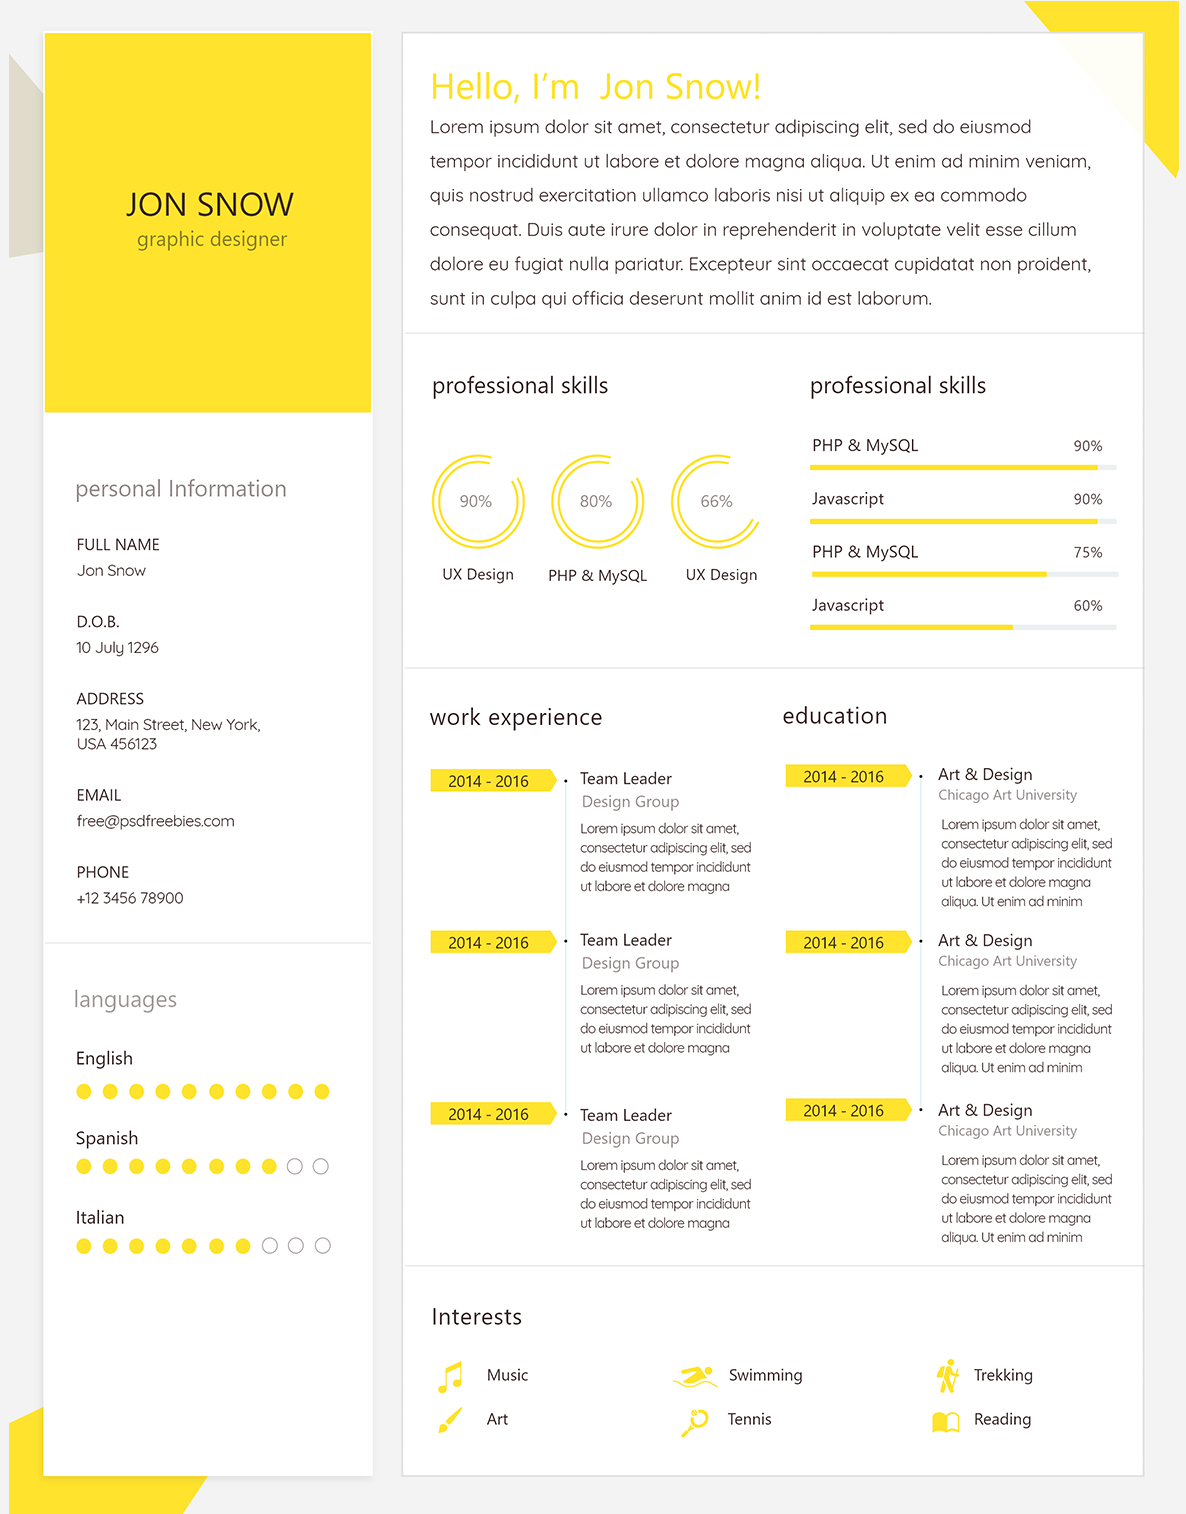 JON SNOW
graphic designer
personal Information
FULL NAME
Jon Snow
D.O.B.
10 July 1296
ADDRESS
123, Main Street, New York,
USA 456123
EMAIL
free@psdfreebies.com
PHONE
+12 3456 78900
languages
English
Spanish
Italian
Hello, I’m Jon Snow!
Lorem ipsum dolor sit amet, consectetur adipiscing elit, sed do eiusmod
tempor incididunt ut labore et dolore magna aliqua. Ut enim ad minim veniam,
quis nostrud exercitation ullamco laboris nisi ut aliquip ex ea commodo
consequat. Duis aute irure dolor in reprehenderit in voluptate velit esse cillum
dolore eu fugiat nulla pariatur. Excepteur sint occaecat cupidatat non proident,
sunt in culpa qui officia deserunt mollit anim id est laborum.
professional skills
90%
80%
66%
UX Design
PHP & MySQL
UX Design
professional skills
PHP & MySQL 90%
Javascript 90%
PHP & MySQL 75%
Javascript 60%
work experience
2014 - 2016
Team Leader
Design Group
Lorem ipsum dolor sit amet,
consectetur adipiscing elit, sed
do eiusmod tempor incididunt
ut labore et dolore magna
2014 - 2016
Team Leader
Design Group
Lorem ipsum dolor sit amet,
consectetur adipiscing elit, sed
do eiusmod tempor incididunt
ut labore et dolore magna
2014 - 2016
Team Leader
Design Group
Lorem ipsum dolor sit amet,
consectetur adipiscing elit, sed
do eiusmod tempor incididunt
ut labore et dolore magna
education
2014 - 2016
Art & Design
Chicago Art University
Lorem ipsum dolor sit amet,
consectetur adipiscing elit, sed
do eiusmod tempor incididunt
ut labore et dolore magna
aliqua. Ut enim ad minim
2014 - 2016
Art & Design
Chicago Art University
Lorem ipsum dolor sit amet,
consectetur adipiscing elit, sed
do eiusmod tempor incididunt
ut labore et dolore magna
aliqua. Ut enim ad minim
2014 - 2016
Art & Design
Chicago Art University
Lorem ipsum dolor sit amet,
consectetur adipiscing elit, sed
do eiusmod tempor incididunt
ut labore et dolore magna
aliqua. Ut enim ad minim
Interests
Music
Swimming
Trekking
Art
Tennis
Reading